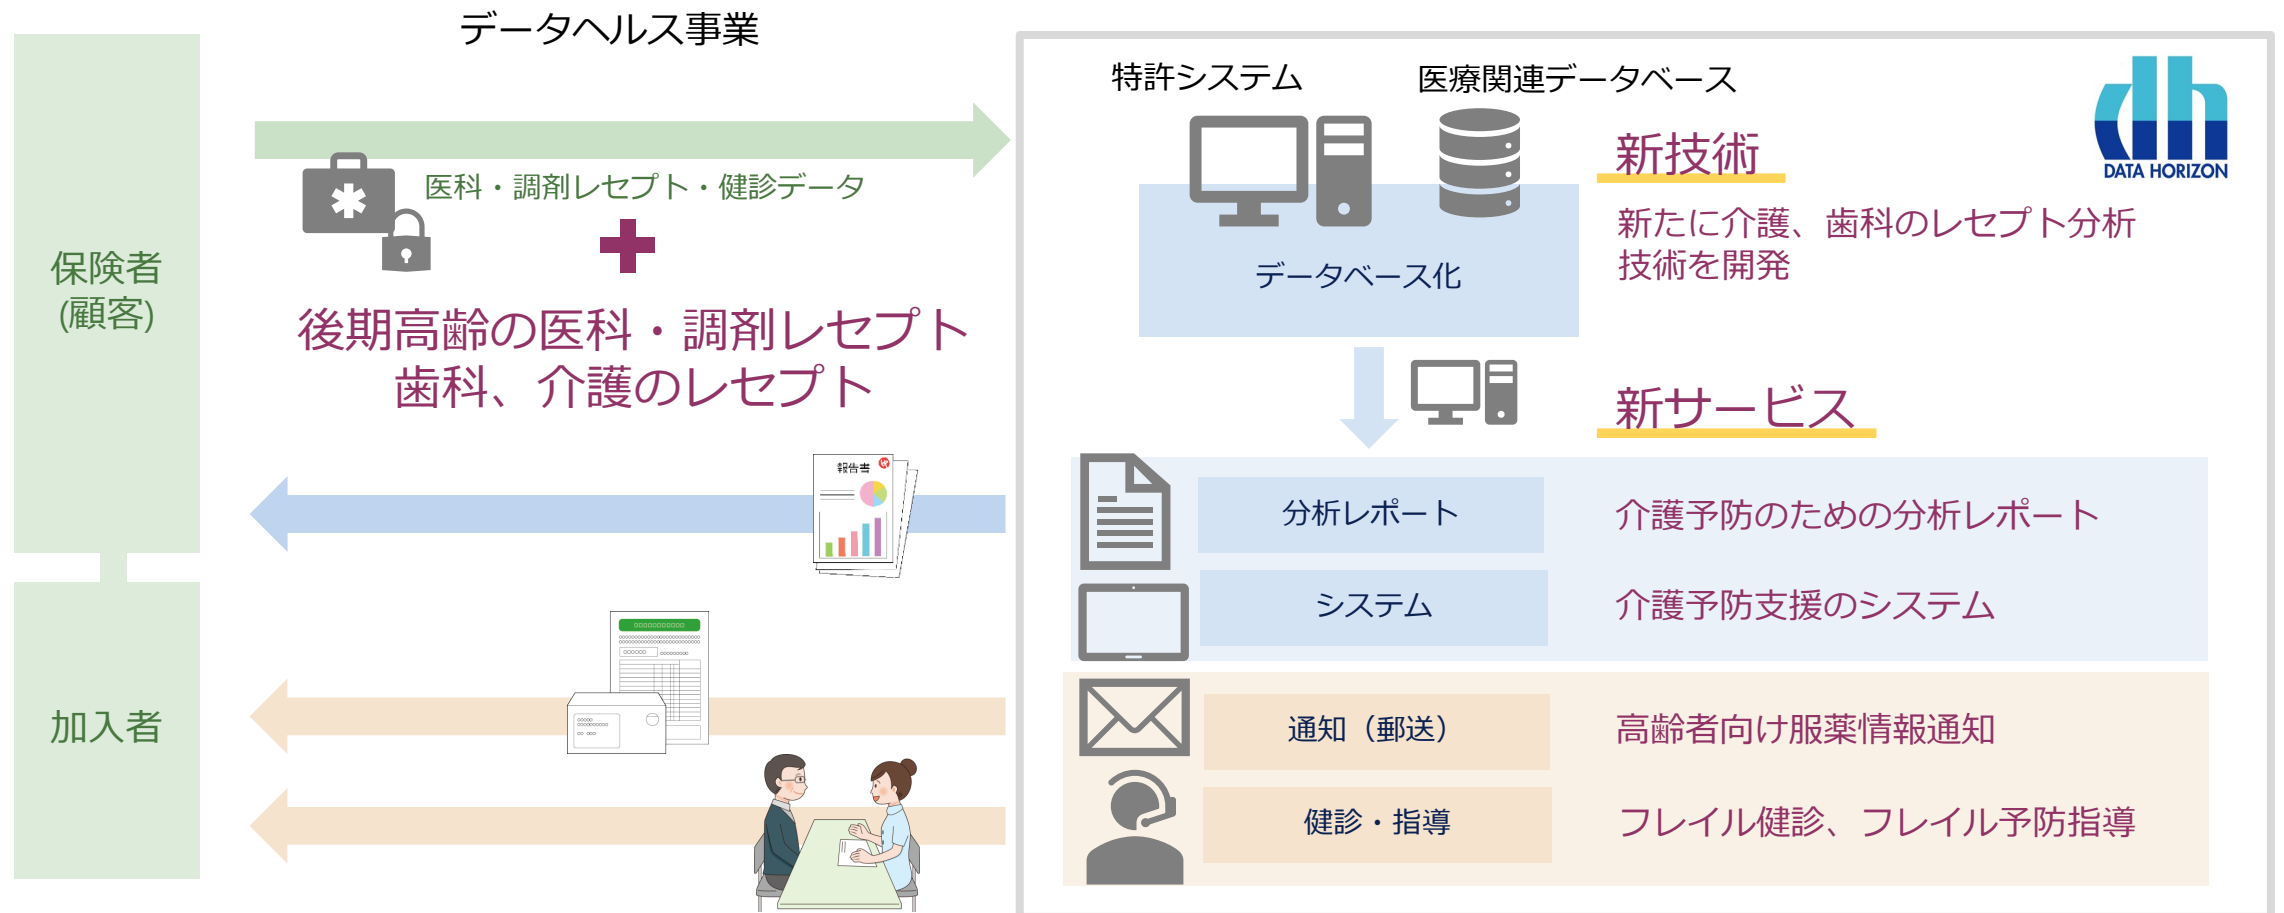 データヘルス事業
保険者
(顧客)
加入者
医科・調剤レセプト・健診データ
後期高齢の医科・調剤レセプト
歯科、介護のレセプト
報告書
特許システム
医療関連データベース
DATA HORIZON
新技術
新たに介護、歯科のレセプト分析
技術を開発
データベース化
新サービス
分析レポート
介護予防のための分析レポート
システム
介護予防支援のシステム
通知（郵送）
高齢者向け服薬情報通知
健診・指導
フレイル健診、フレイル予防指導